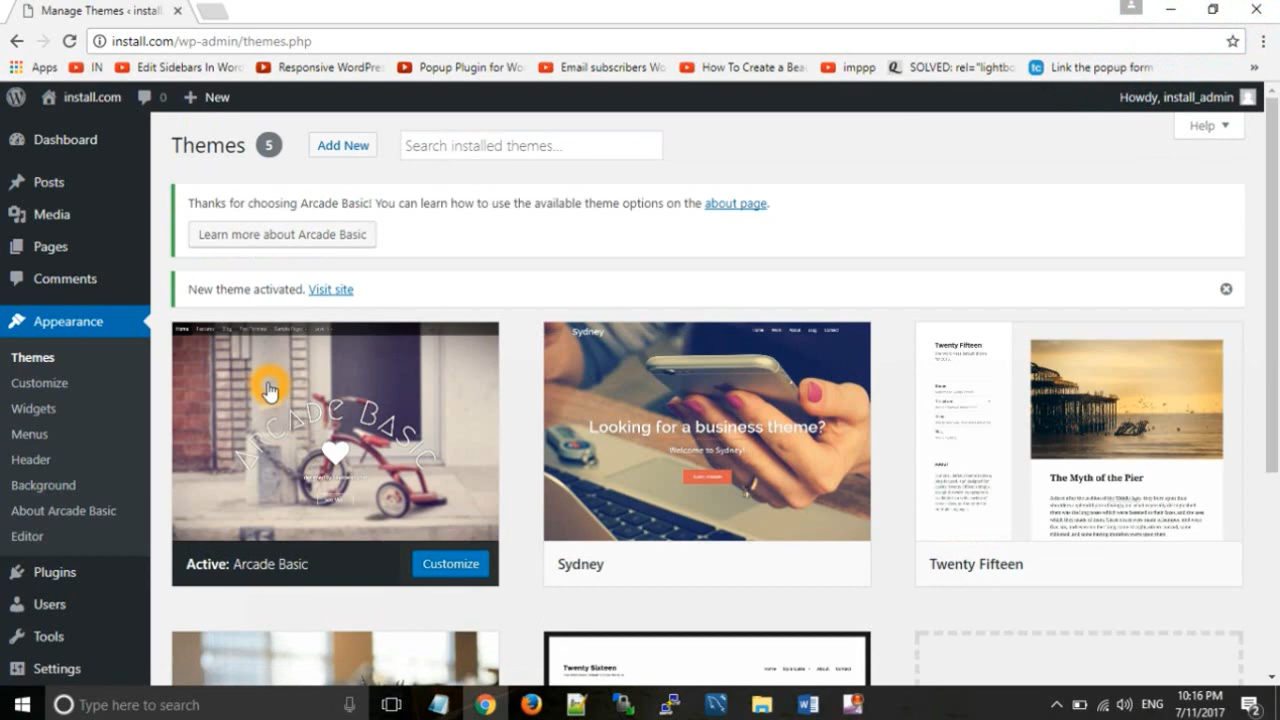 Manage Themes ‹ install.
install.com/wp-admin/themes.php
Apps IN Edit Sidebars In Wor Responsive WordPre Popup Plugin for Wo Email subscribers Wo How To Create a Bea imppp SOLVED: rel="lightbo Link the popup form »
install.com 0 New Howdy, install_admin
Help
Dashboard
Posts
Media
Pages
Comments
Appearance
Themes
Customize
Widgets
Menus
Header
Background
About Arcade Basic
Editor
Plugins
Users
Tools
Settings
Themes 5 Add New Search installed themes...
Thanks for choosing Arcade Basic! You can learn how to use the available theme options on the about page.
Learn more about Arcade Basic
New theme activated. Visit site
ARCADE BASIC
Active: Arcade Basic Customize
Sydney
Looking for a business theme?
Welcome to Sydney!
Sydney
Twenty Fifteen
The Myth of the Pier
Twenty Fifteen
Twenty Sixteen
Type here to search
ENG
10:16 PM
7/11/2017
2